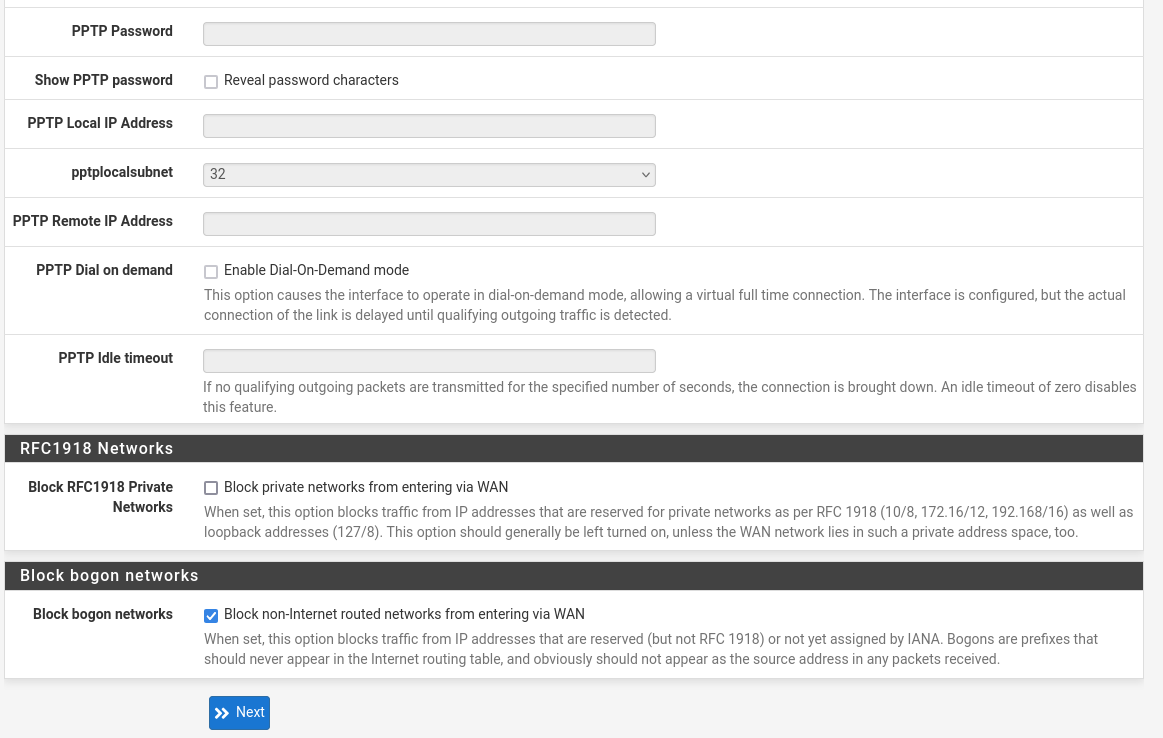 PPTP Password
Show PPTP password
Reveal password characters
PPTP Local IP Address
pptplocalsubnet
32
PPTP Remote IP Address
PPTP Dial on demand
Enable Dial-On-Demand mode
This option causes the interface to operate in dial-on-demand mode, allowing a virtual full time connection. The interface is configured, but the actual
connection of the link is delayed until qualifying outgoing traffic is detected.
PPTP Idle timeout
If no qualifying outgoing packets are transmitted for the specified number of seconds, the connection is brought down. An idle timeout of zero disables
this feature.
RFC1918 Networks
Block RFC1918 Private
Networks
Block private networks from entering via WAN
When set, this option blocks traffic from IP addresses that are reserved for private networks as per RFC 1918 (10/8, 172.16/12, 192.168/16) as well as
loopback addresses (127/8). This option should generally be left turned on, unless the WAN network lies in such a private address space, too.
Block bogon networks
Block bogon networks
Block non-Internet routed networks from entering via WAN
When set, this option blocks traffic from IP addresses that are reserved (but not RFC 1918) or not yet assigned by IANA. Bogons are prefixes that
should never appear in the Internet routing table, and obviously should not appear as the source address in any packets received.
Next